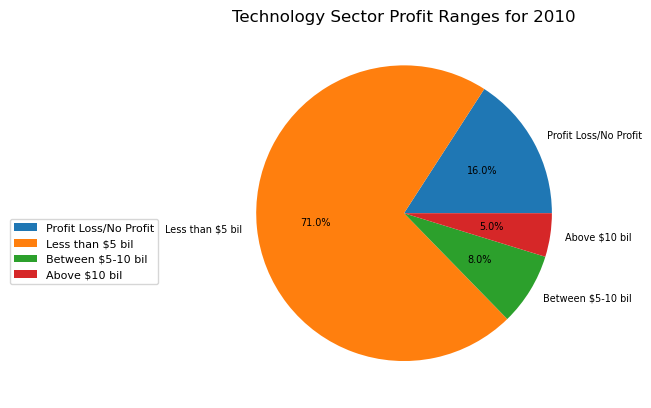 Technology Sector Profit Ranges for 2010
Profit Loss/No Profit
16.0%
Less than $5 bil
71.0%
5.0%
Above $10 bil
8.0%
Between $5-10 bil
Profit Loss/No Profit
Less than $5 bil
Between $5-10 bil
Above $10 bil